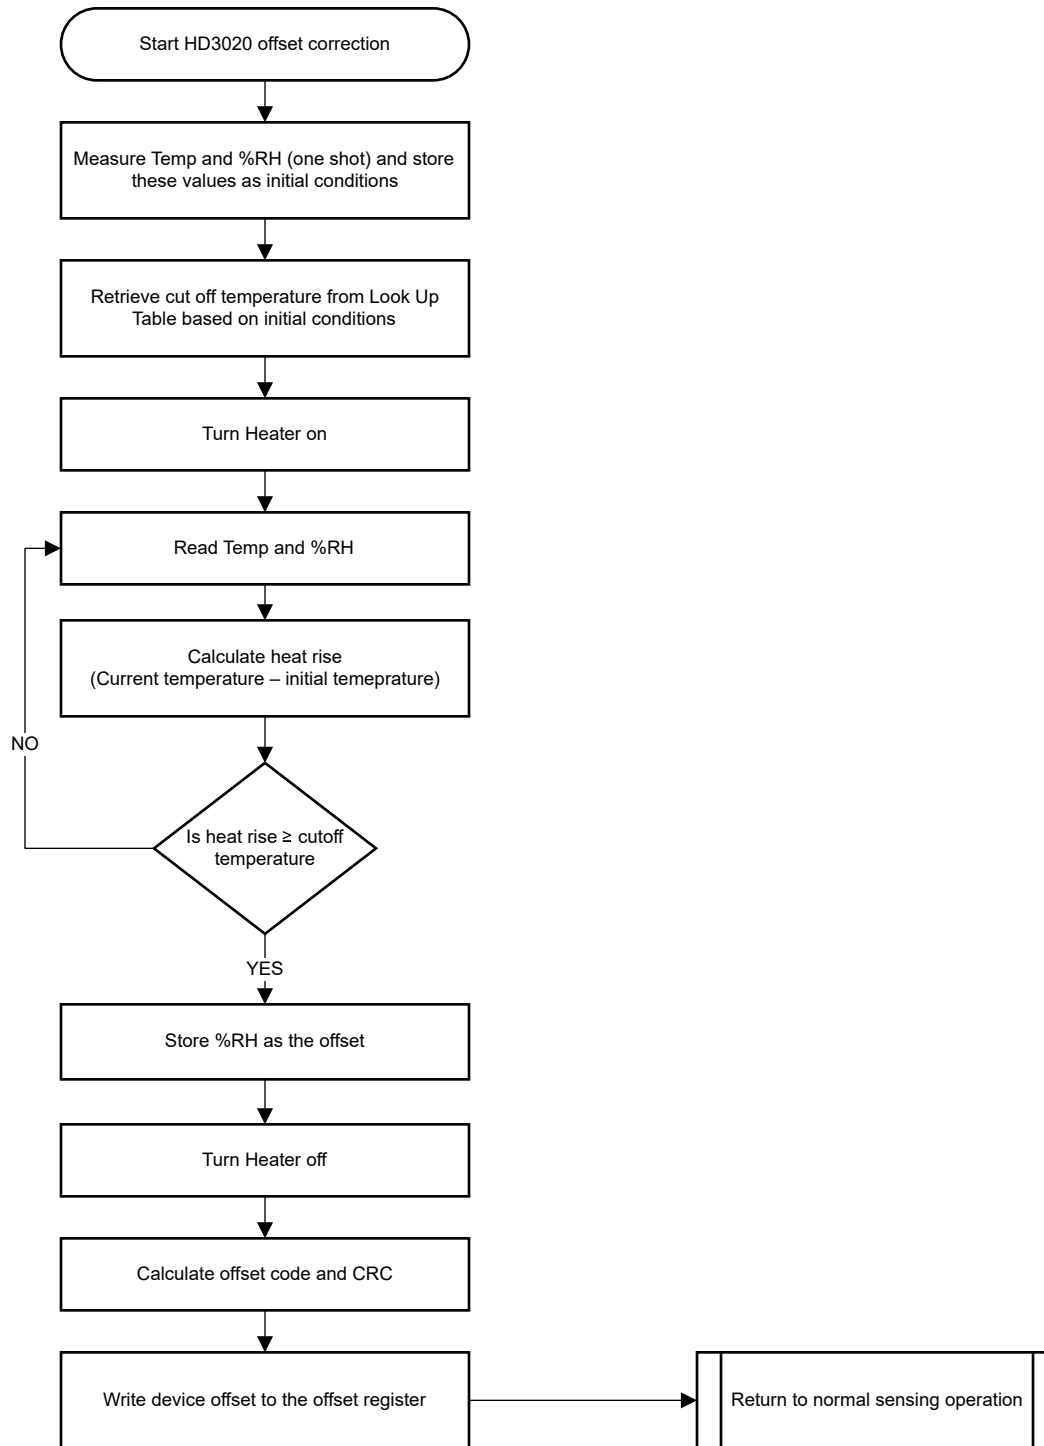 Start HD3020 offset correction
Measure Temp and %RH (one shot) and store
these values as initial conditions
Retrieve cut off temperature from Look Up
Table based on initial conditions
Turn Heater on
Read Temp and %RH
Calculate heat rise
(Current temperature – initial temeprature)
NO
Is heat rise ≥ cutoff
temperature
YES
Store %RH as the offset
Turn Heater off
Calculate offset code and CRC
Write device offset to the offset register
Return to normal sensing operation